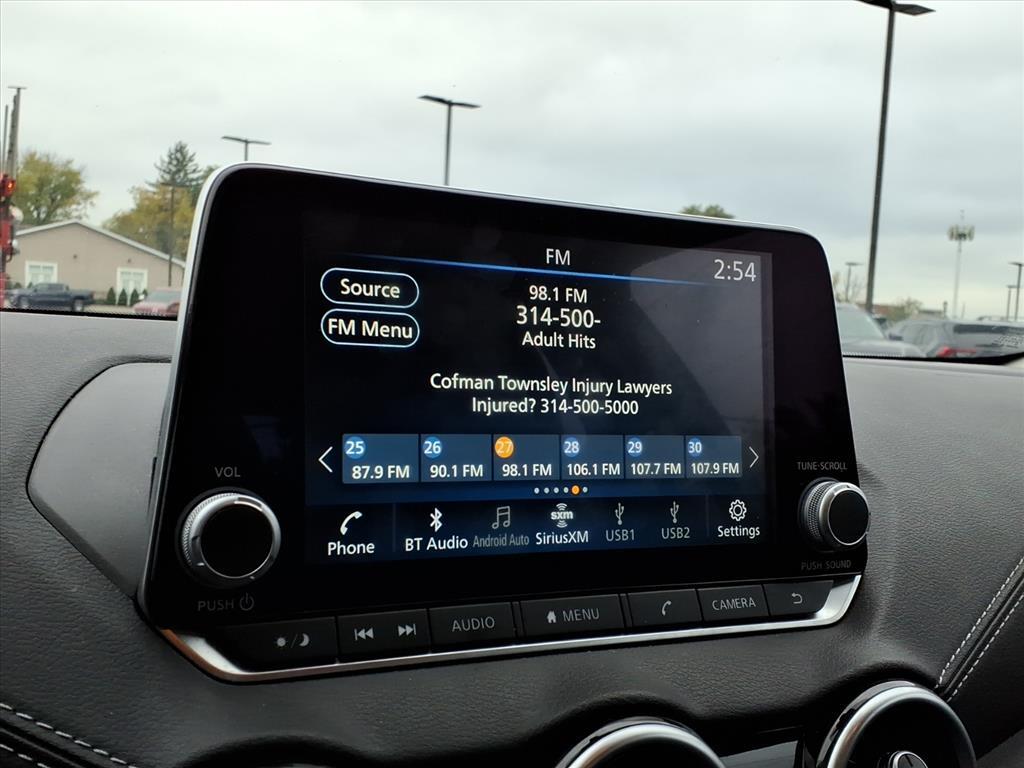 FM
2:54
Source
FM Menu
98.1 FM
314-500-
Adult Hits
Cofman Townsley Injury Lawyers
Injured? 314-500-5000
25 26 27 28 29 30
87.9 FM 90.1 FM 98.1 FM 106.1 FM 107.7 FM 107.9 FM
sxm
Phone BT Audio Android Auto SiriusXM USB1 USB2 Settings
VOL
PUSH
TUNE·SCROLL
PUSH SOUND
AUDIO MENU CAMERA